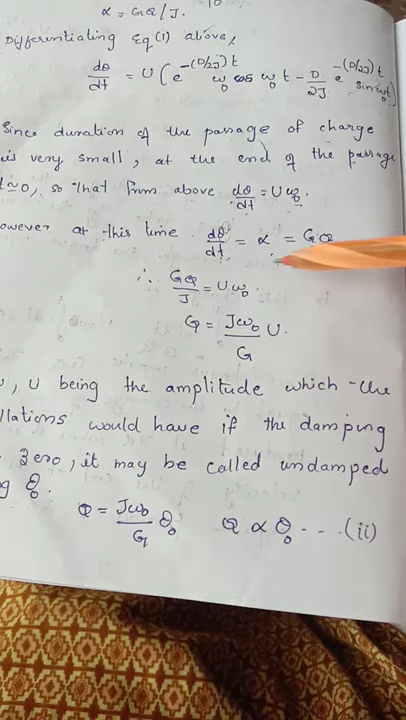 10
α = GQ/J.
Differentiating Eq(1) above,
dθ/dt = U(e^-(D/2J)t ω₀ cos ω₀t - D/2J e^-(D/2J)t sin ω₀t)
Since duration of the passage of charge
is very small, at the end of the passage
t≈0, so that from above dθ/dt = Uω₀.
owever at this time dθ/dt = α = GQ
∴ GQ/J = Uω₀.
Q = Jω₀/G U.
, U being the amplitude which the
llations would have if the damping
zero, it may be called undamped
g θ₀.
Q = Jω₀/G θ₀ Q ∝ θ₀ ... (ii)